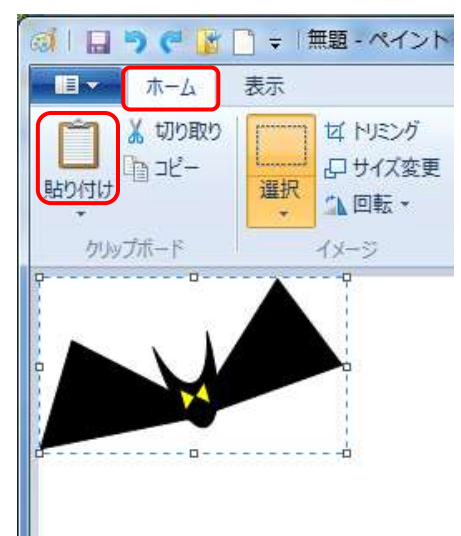 無題 - ペイント
ホーム 表示
貼り付け
切り取り
コピー
クリップボード
選択
トリミング
サイズ変更
回転
イメージ